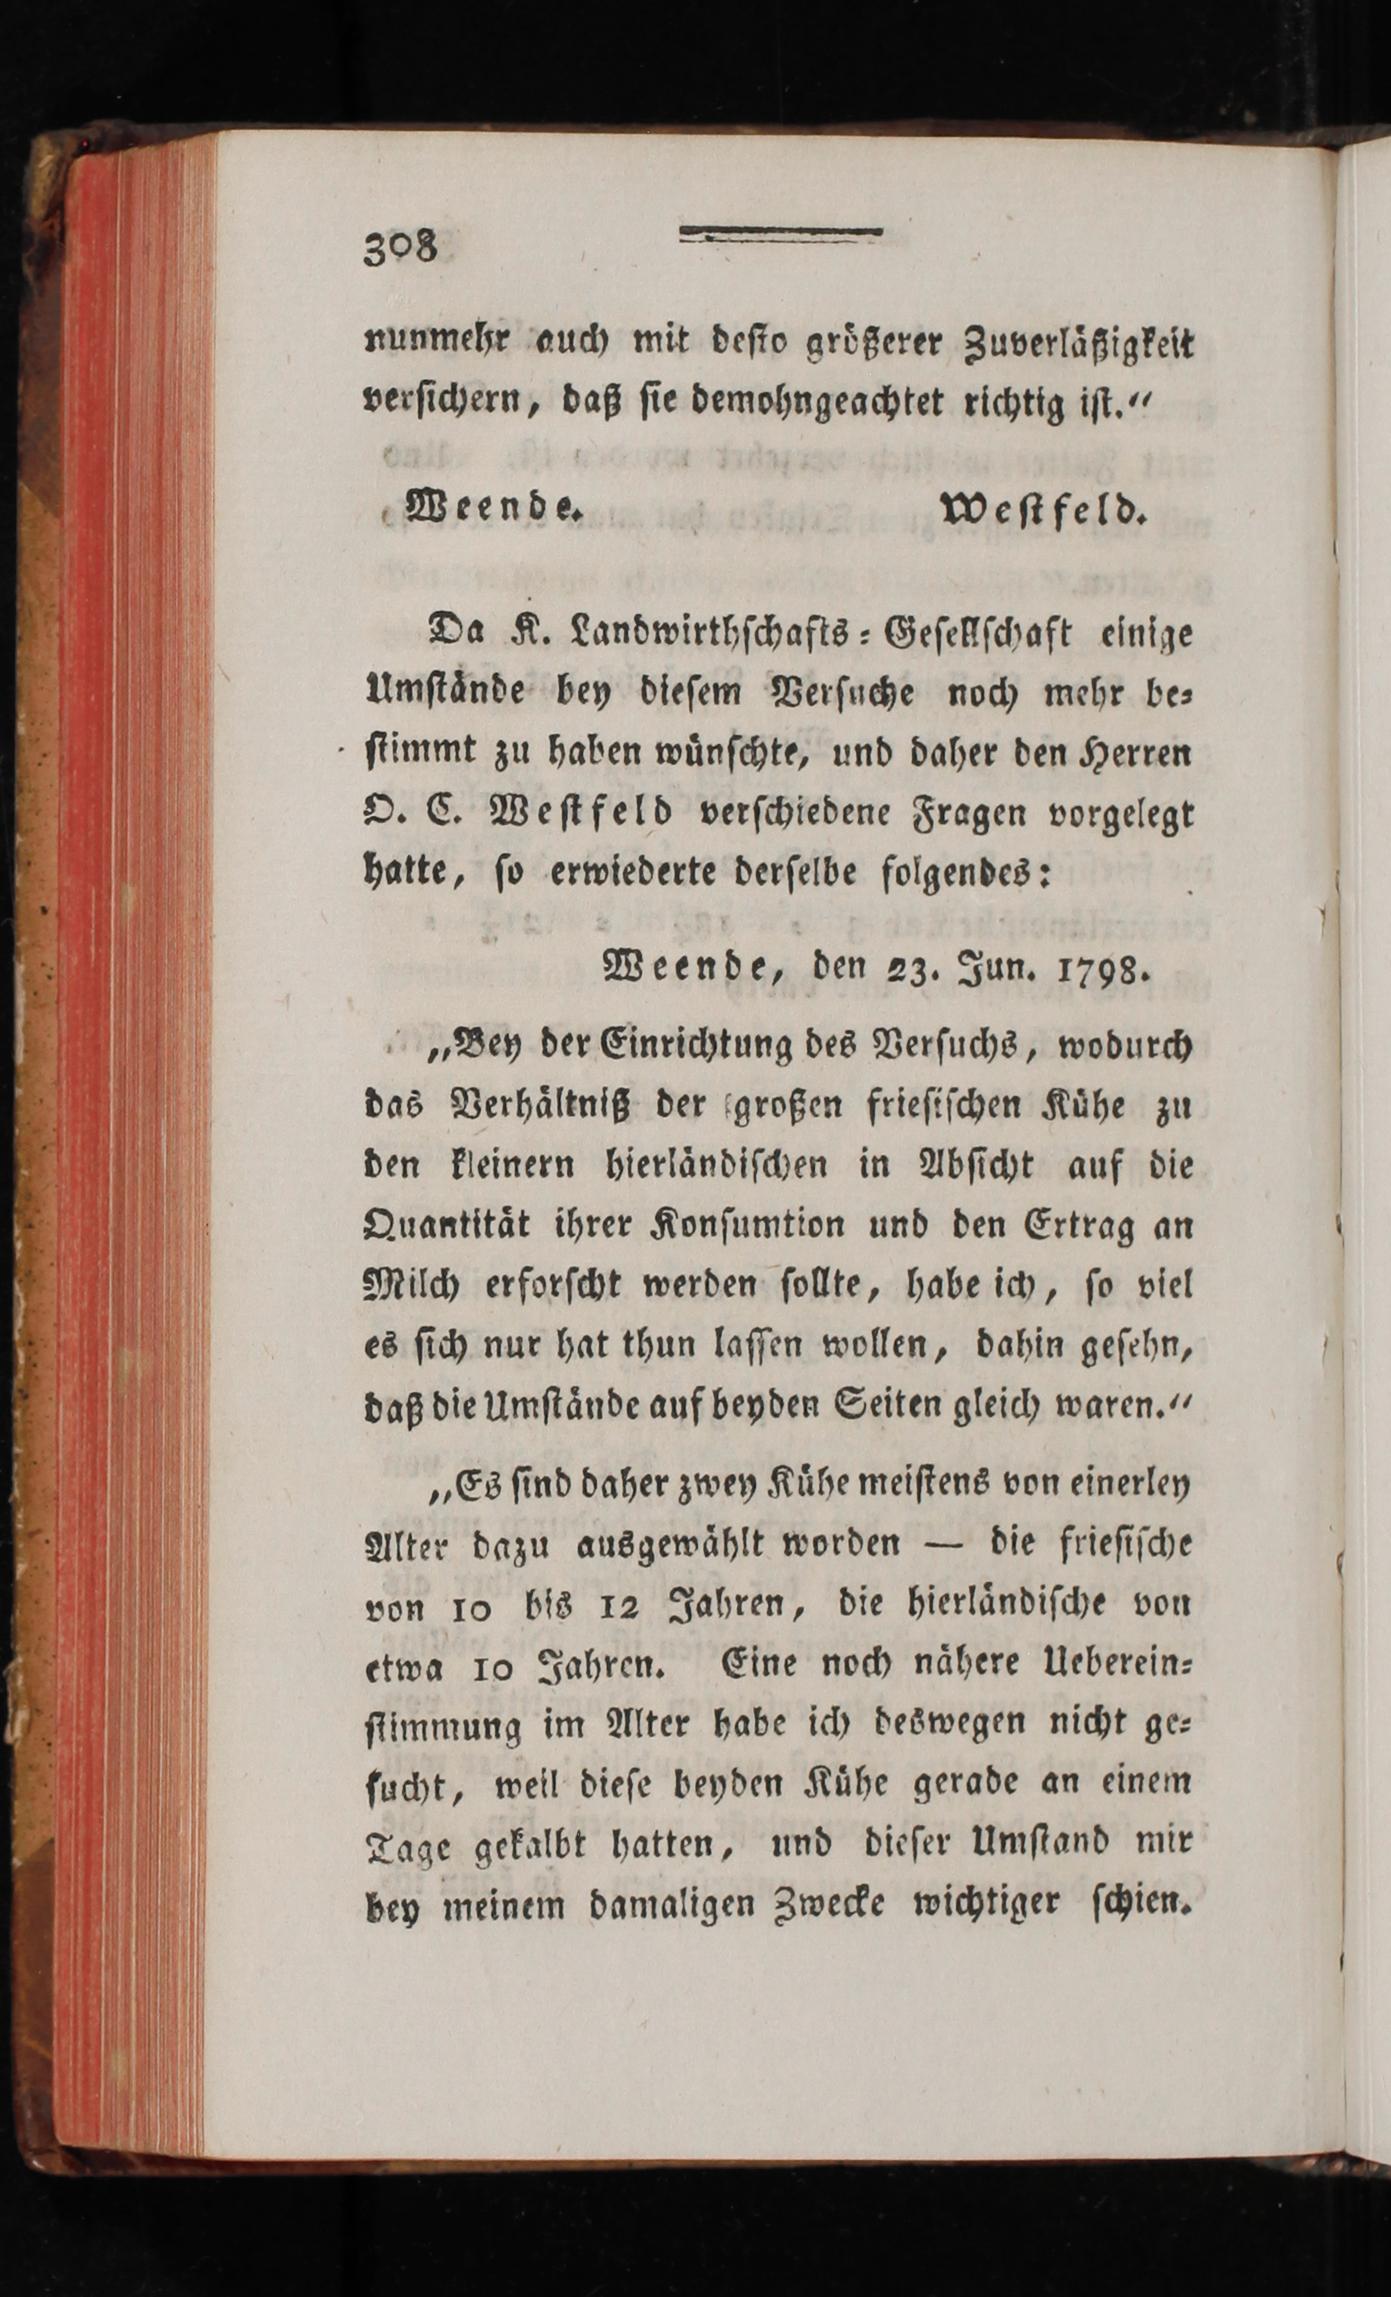 308
nunmehr auch mit deſto größerer Zuverläßigkeit
verſichern, daß ſie demohngeachtet richtig iſt.“
Weende. Weſtfeld.
Da K. Landwirthſchafts⸗Geſellſchaft einige
Umſtände bey dieſem Verſuche noch mehr be⸗
ſtimmt zu haben wünſchte, und daher den Herren
O. C. Weſtfeld verſchiedene Fragen vorgelegt
hatte, ſo erwiederte derſelbe folgendes:
Weende, den 23. Jun. 1798.
„Bey der Einrichtung des Verſuchs, wodurch
das Verhältniß der großen frieſiſchen Kühe zu
den kleinern hierländiſchen in Abſicht auf die
Quantität ihrer Konſumtion und den Ertrag an
Milch erforſcht werden ſollte, habe ich, ſo viel
es ſich nur hat thun laſſen wollen, dahin geſehn,
daß die Umſtände auf beyden Seiten gleich waren.“
„Es ſind daher zwey Kühe meiſtens von einerley
Alter dazu ausgewählt worden — die frieſiſche
von 10 bis 12 Jahren, die hierländiſche von
etwa 10 Jahren. Eine noch nähere Ueberein⸗
ſtimmung im Alter habe ich deswegen nicht ge⸗
ſucht, weil dieſe beyden Kühe gerade an einem
Tage gekalbt hatten, und dieſer Umſtand mir
bey meinem damaligen Zwecke wichtiger ſchien.